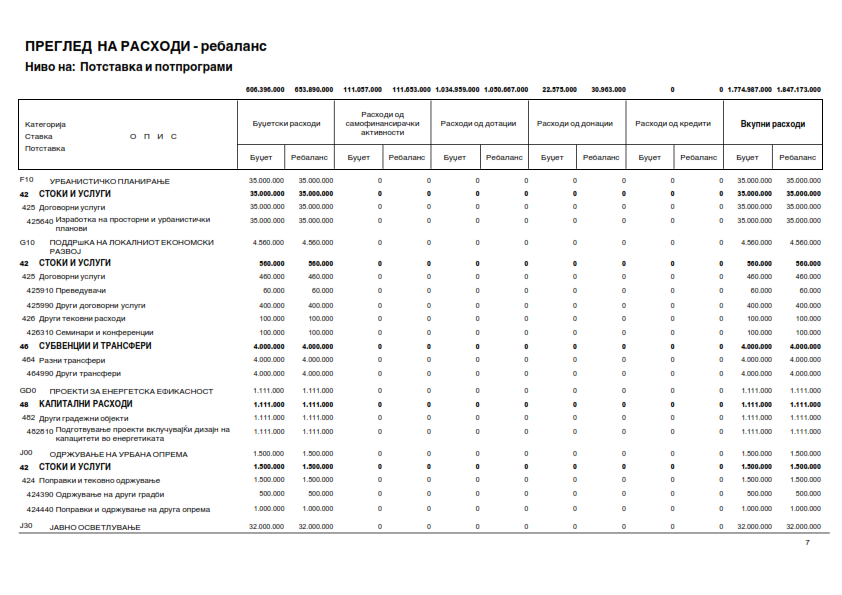 ПРЕГЛЕД НА РАСХОДИ - ребаланс
Ниво на: Потставка и потпрограми
606.396.000 653.890.000 111.057.000 111.653.000 1.034.959.000 1.050.667.000 22.575.000 30.963.000 0 0 1.774.987.000 1.847.173.000
Категорија
Ставка О П И С
Потставка
Буџетски расходи
Расходи од
самофинансирачки
активности
Расходи од дотации
Расходи од донации
Расходи од кредити
Вкупни расходи
Буџет Ребаланс Буџет Ребаланс Буџет Ребаланс Буџет Ребаланс Буџет Ребаланс Буџет Ребаланс
F10 УРБАНИСТИЧКО ПЛАНИРАЊЕ 35.000.000 35.000.000 0 0 0 0 0 0 0 0 35.000.000 35.000.000
42 СТОКИ И УСЛУГИ 35.000.000 35.000.000 0 0 0 0 0 0 0 0 35.000.000 35.000.000
425 Договорни услуги 35.000.000 35.000.000 0 0 0 0 0 0 0 0 35.000.000 35.000.000
425640 Изработка на просторни и урбанистички 35.000.000 35.000.000 0 0 0 0 0 0 0 0 35.000.000 35.000.000
планови
G10 ПОДДРшКА НА ЛОКАЛНИОТ ЕКОНОМСКИ 4.560.000 4.560.000 0 0 0 0 0 0 0 0 4.560.000 4.560.000
РАЗВОЈ
42 СТОКИ И УСЛУГИ 560.000 560.000 0 0 0 0 0 0 0 0 560.000 560.000
425 Договорни услуги 460.000 460.000 0 0 0 0 0 0 0 0 460.000 460.000
425910 Преведувачи 60.000 60.000 0 0 0 0 0 0 0 0 60.000 60.000
425990 Други договорни услуги 400.000 400.000 0 0 0 0 0 0 0 0 400.000 400.000
426 Други тековни расходи 100.000 100.000 0 0 0 0 0 0 0 0 100.000 100.000
426310 Семинари и конференции 100.000 100.000 0 0 0 0 0 0 0 0 100.000 100.000
46 СУБВЕНЦИИ И ТРАНСФЕРИ 4.000.000 4.000.000 0 0 0 0 0 0 0 0 4.000.000 4.000.000
464 Разни трансфери 4.000.000 4.000.000 0 0 0 0 0 0 0 0 4.000.000 4.000.000
464990 Други трансфери 4.000.000 4.000.000 0 0 0 0 0 0 0 0 4.000.000 4.000.000
GD0 ПРОЕКТИ ЗА ЕНЕРГЕТСКА ЕФИКАСНОСТ 1.111.000 1.111.000 0 0 0 0 0 0 0 0 1.111.000 1.111.000
48 КАПИТАЛНИ РАСХОДИ 1.111.000 1.111.000 0 0 0 0 0 0 0 0 1.111.000 1.111.000
482 Други градежни објекти 1.111.000 1.111.000 0 0 0 0 0 0 0 0 1.111.000 1.111.000
482810 Подготвување проекти вклучувајќи дизајн на 1.111.000 1.111.000 0 0 0 0 0 0 0 0 1.111.000 1.111.000
капацитети во енергетиката
J00 ОДРЖУВАЊЕ НА УРБАНА ОПРЕМА 1.500.000 1.500.000 0 0 0 0 0 0 0 0 1.500.000 1.500.000
42 СТОКИ И УСЛУГИ 1.500.000 1.500.000 0 0 0 0 0 0 0 0 1.500.000 1.500.000
424 Поправки и тековно одржување 1.500.000 1.500.000 0 0 0 0 0 0 0 0 1.500.000 1.500.000
424390 Одржување на други градби 500.000 500.000 0 0 0 0 0 0 0 0 500.000 500.000
424440 Поправки и одржување на друга опрема 1.000.000 1.000.000 0 0 0 0 0 0 0 0 1.000.000 1.000.000
J30 ЈАВНО ОСВЕТЛУВАЊЕ 32.000.000 32.000.000 0 0 0 0 0 0 0 0 32.000.000 32.000.000
7